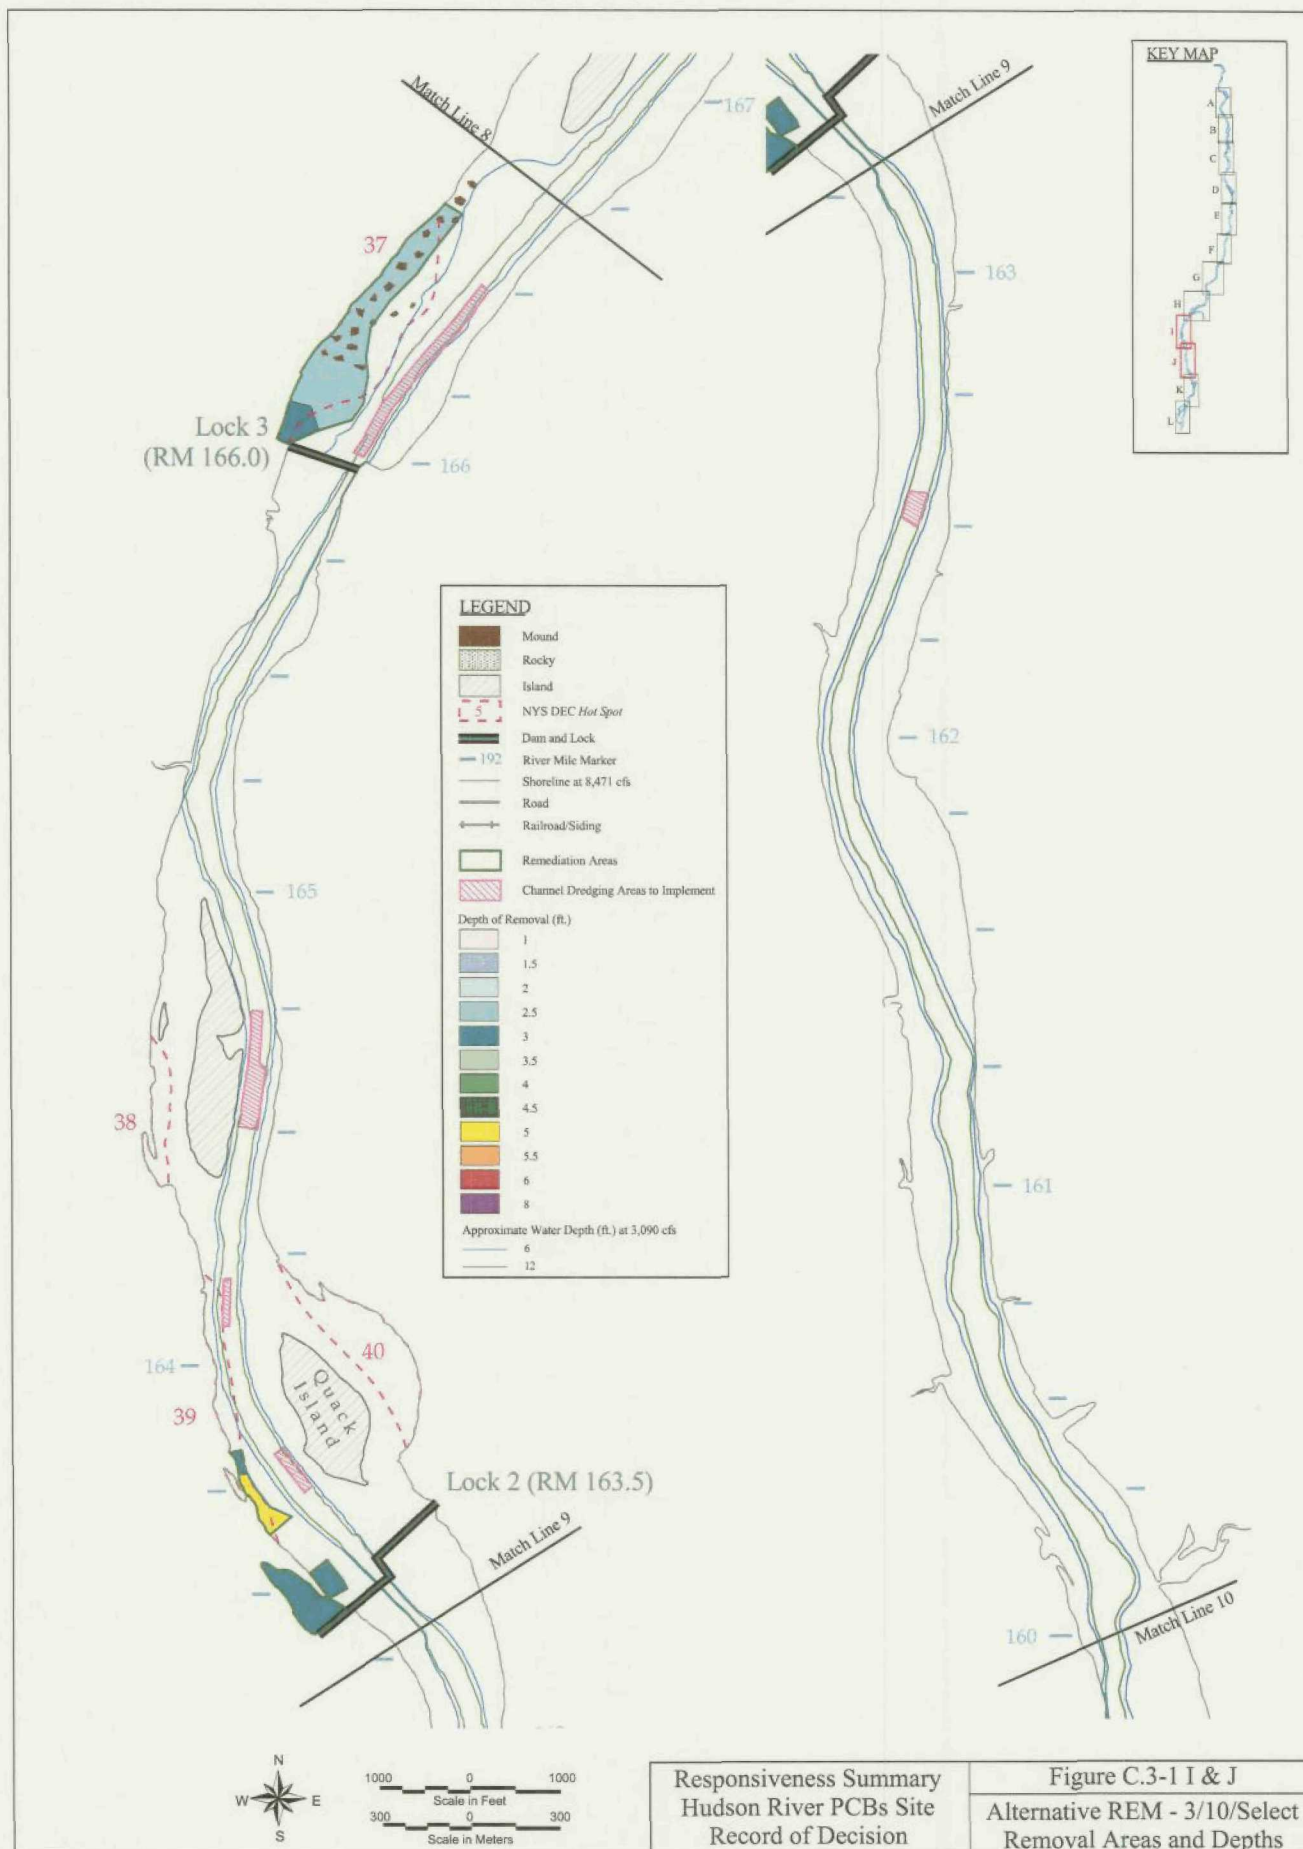 KEY MAP
A
B
C
D
E
F
G
H
I
J
K
L
Match Line 8
167
Match Line 9
37
163
Lock 3
(RM 166.0)
166
LEGEND
Mound
Rocky
Island
5 NYS DEC Hot Spot
Dam and Lock
192 River Mile Marker
Shoreline at 8,471 cfs
Road
Railroad/Siding
Remediation Areas
Channel Dredging Areas to Implement
Depth of Removal (ft.)
1
1.5
2
2.5
3
3.5
4
4.5
5
5.5
6
8
Approximate Water Depth (ft.) at 3,090 cfs
6
12
162
165
38
161
40
164
Quack
Island
39
Lock 2 (RM 163.5)
Match Line 9
160
Match Line 10
N
W E
S
1000 0 1000
Scale in Feet
300 0 300
Scale in Meters
Responsiveness Summary
Hudson River PCBs Site
Record of Decision
Figure C.3-1 I & J
Alternative REM - 3/10/Select
Removal Areas and Depths